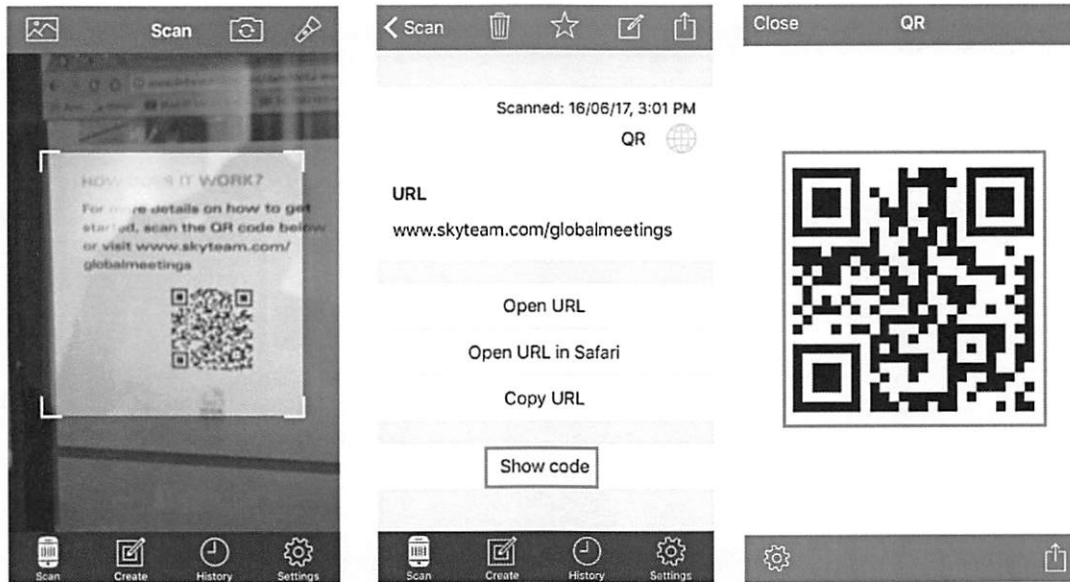 Scan
HOW DOES IT WORK?
For more details on how to get
started, scan the QR code below
or visit www.skyteam.com/
globalmeetings
Scan
Create
History
Settings
Scan
Scanned: 16/06/17, 3:01 PM
QR
URL
www.skyteam.com/globalmeetings
Open URL
Open URL in Safari
Copy URL
Show code
Scan
Create
History
Settings
Close
QR